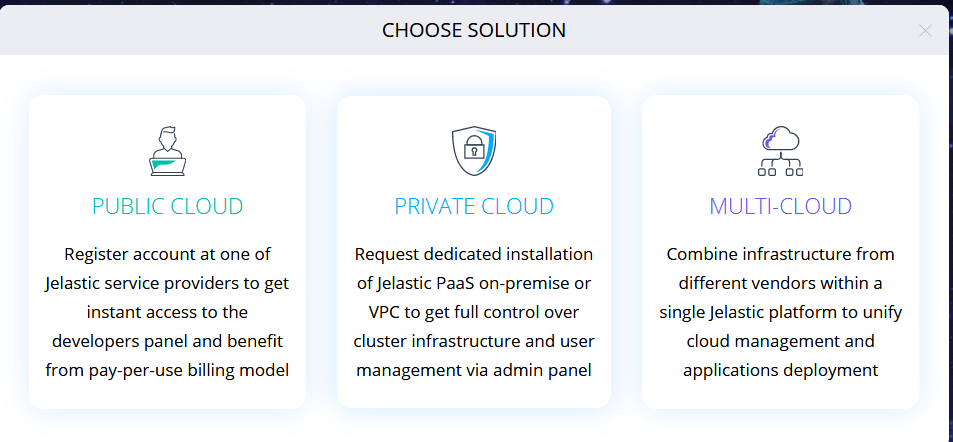 CHOOSE SOLUTION
PUBLIC CLOUD
Register account at one of
Jelastic service providers to get
instant access to the
developers panel and benefit
from pay-per-use billing model
PRIVATE CLOUD
Request dedicated installation
of Jelastic PaaS on-premise or
VPC to get full control over
cluster infrastructure and user
management via admin panel
MULTI-CLOUD
Combine infrastructure from
different vendors within a
single Jelastic platform to unify
cloud management and
applications deployment